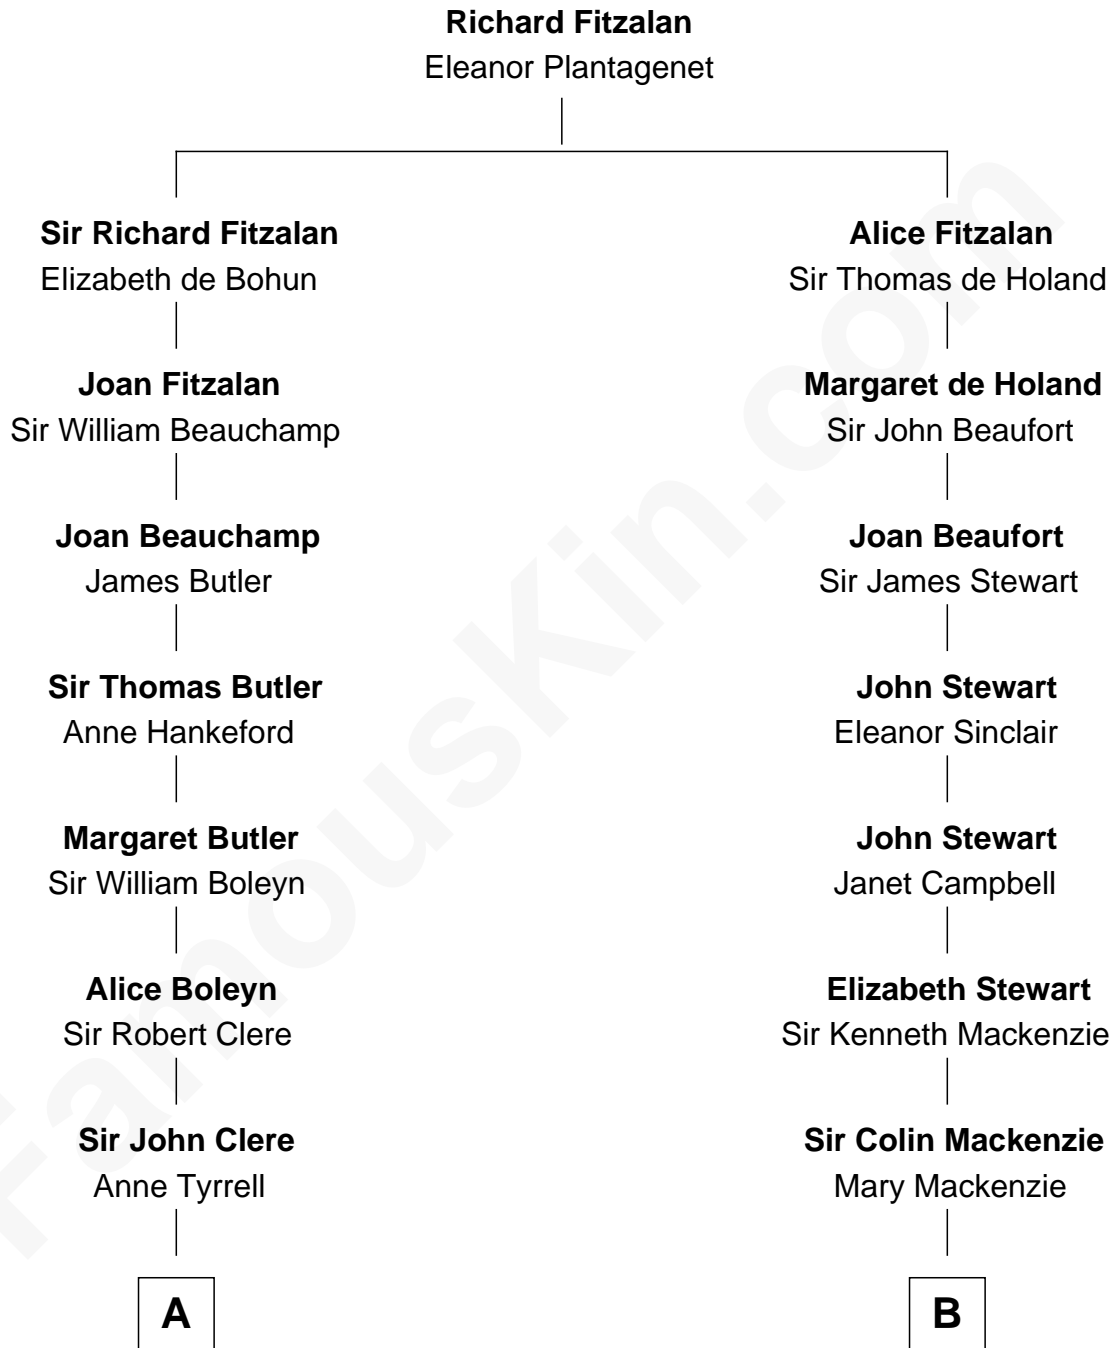 Richard Fitzalan
Eleanor Plantagenet
Sir Richard Fitzalan
Elizabeth de Bohun
Alice Fitzalan
Sir Thomas de Holand
Joan Fitzalan
Sir William Beauchamp
Margaret de Holand
Sir John Beaufort
Joan Beauchamp
James Butler
Joan Beaufort
Sir James Stewart
Sir Thomas Butler
Anne Hankeford
John Stewart
Eleanor Sinclair
Margaret Butler
Sir William Boleyn
John Stewart
Janet Campbell
Alice Boleyn
Sir Robert Clere
Elizabeth Stewart
Sir Kenneth Mackenzie
Sir John Clere
Anne Tyrrell
Sir Colin Mackenzie
Mary Mackenzie
A
B
FamousKin.com